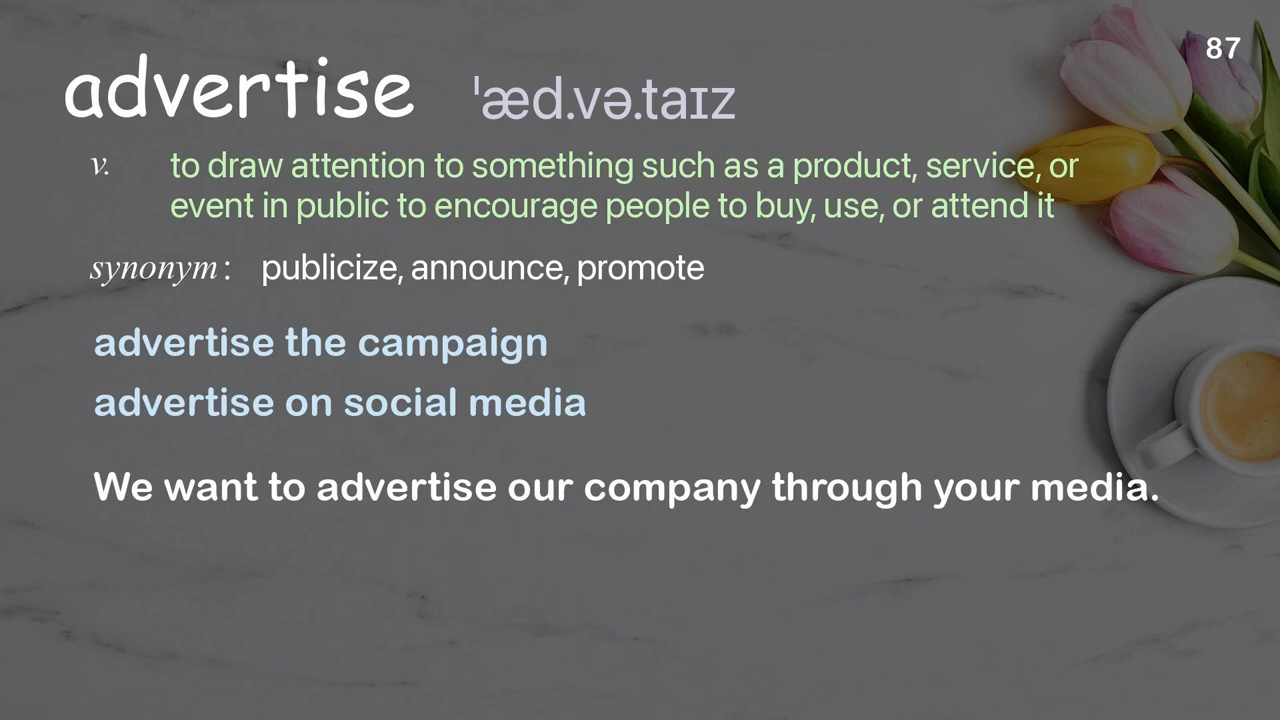 87
advertise ˈæd.və.taɪz
v. to draw attention to something such as a product, service, or
event in public to encourage people to buy, use, or attend it
synonym: publicize, announce, promote
advertise the campaign
advertise on social media
We want to advertise our company through your media.